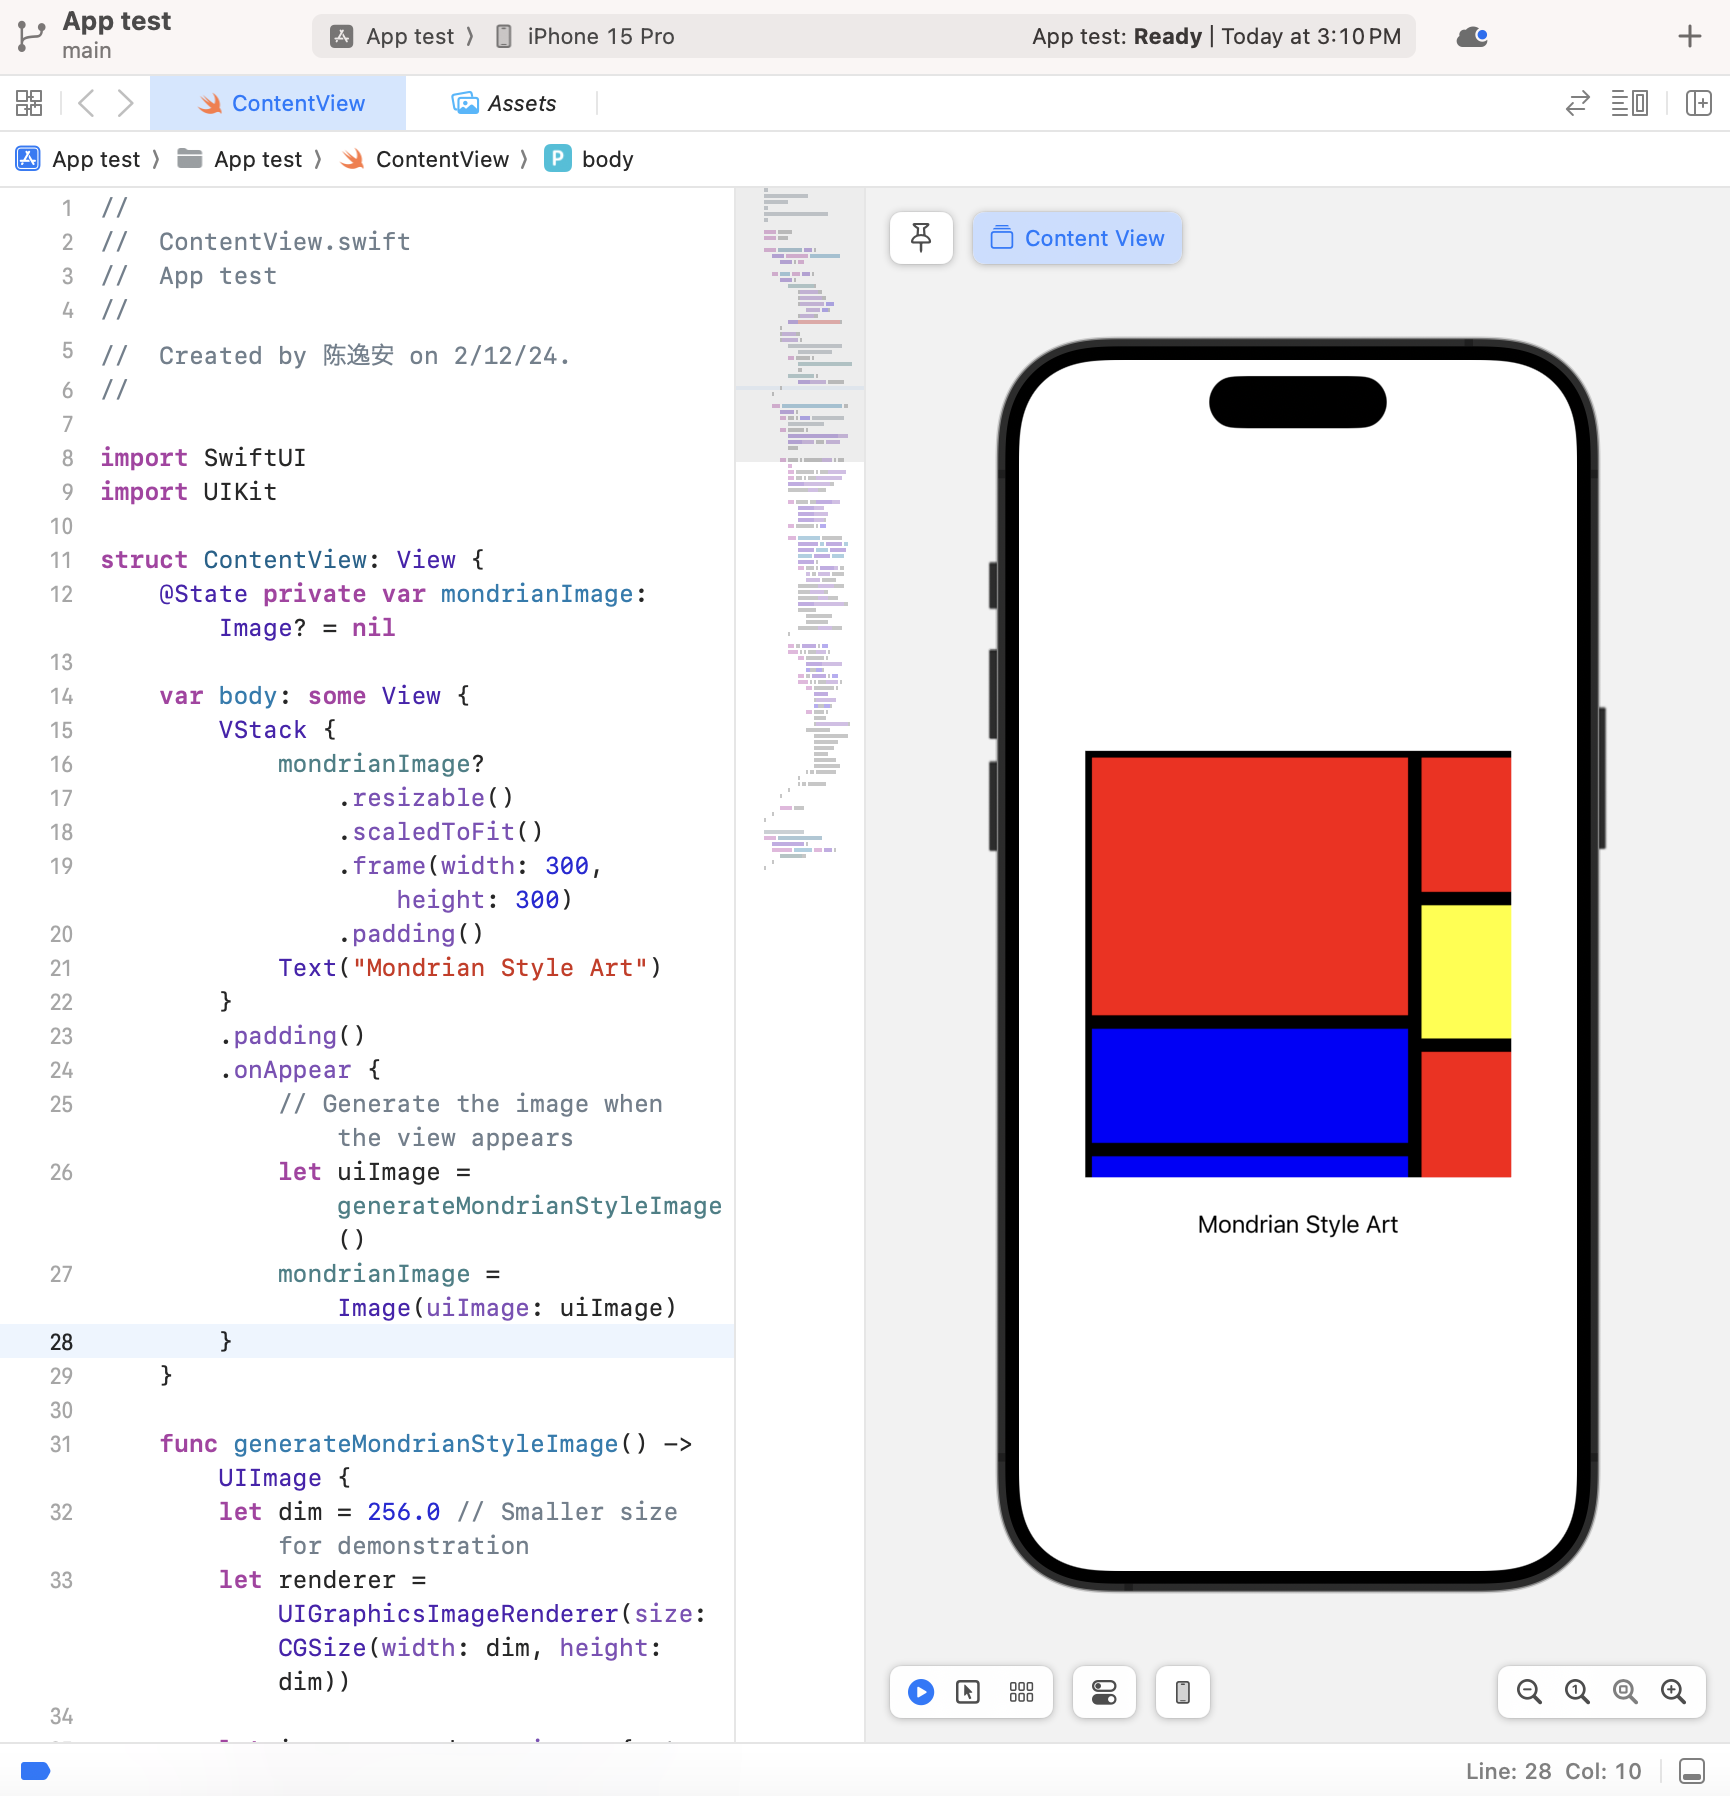 App test
main
App test 〉 iPhone 15 Pro
App test: Ready | Today at 3:10 PM
ContentView
Assets
App test 〉 App test 〉 ContentView 〉 P body
1 //
2 //  ContentView.swift
3 //  App test
4 //
5 //  Created by 陈逸安 on 2/12/24.
6 //
7
8 import SwiftUI
9 import UIKit
10
11 struct ContentView: View {
12 @State private var mondrianImage:
Image? = nil
13
14 var body: some View {
15 VStack {
16 mondrianImage?
17 .resizable()
18 .scaledToFit()
19 .frame(width: 300,
height: 300)
20 .padding()
21 Text("Mondrian Style Art")
22 }
23 .padding()
24 .onAppear {
25 // Generate the image when
the view appears
26 let uiImage =
generateMondrianStyleImage
()
27 mondrianImage =
Image(uiImage: uiImage)
28 }
29 }
30
31 func generateMondrianStyleImage() ->
UIImage {
32 let dim = 256.0 // Smaller size
for demonstration
33 let renderer =
UIGraphicsImageRenderer(size:
CGSize(width: dim, height:
dim))
34
Content View
Mondrian Style Art
Line: 28 Col: 10